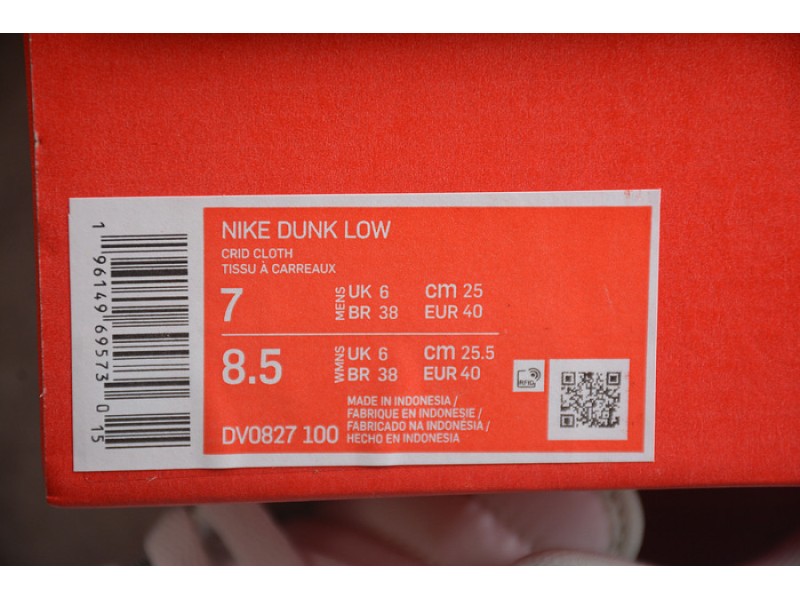 NIKE DUNK LOW
CRID CLOTH
TISSU À CARREAUX
7 MENS UK 6 cm 25
BR 38 EUR 40
8.5 WMNS UK 6 cm 25.5
BR 38 EUR 40
MADE IN INDONESIA /
FABRIQUE EN INDONESIE /
FABRICADO NA INDONÉSIA /
HECHO EN INDONESIA
DV0827 100
RFID
1 96149 69573 015